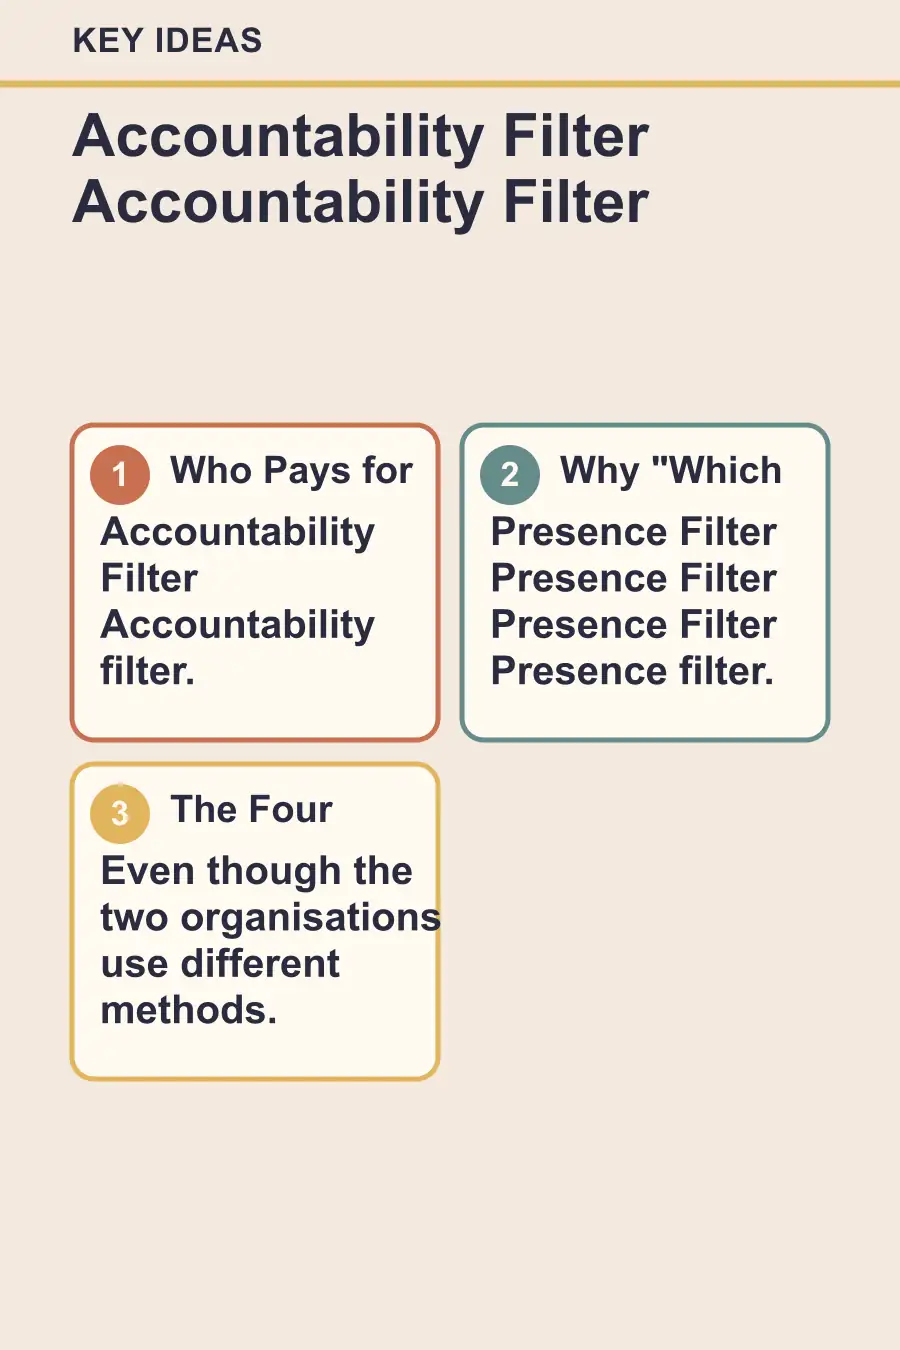 KEY IDEAS
Accountability Filter
Accountability Filter
1 Who Pays for
Accountability
Filter
Accountability
filter.
2 Why "Which
Presence Filter
Presence Filter
Presence Filter
Presence filter.
3 The Four
Even though the
two organisations
use different
methods.